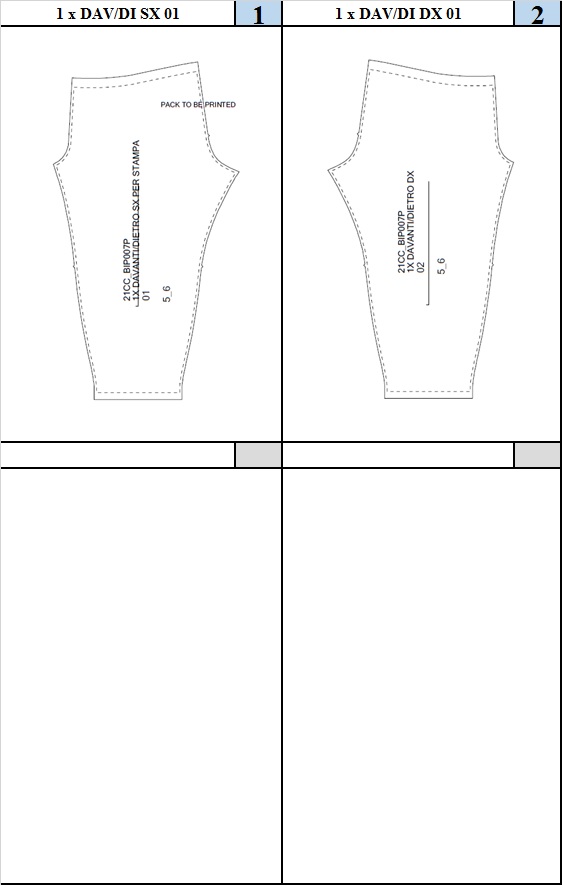 1 x DAV/DI SX 01
1
1 x DAV/DI DX 01
2
PACK TO BE PRINTED
21CC_BIP007P
1X DAVANTI/DIETRO SX PER STAMPA
01
5_6
21CC_BIP007P
1X DAVANTI/DIETRO DX
02
5_6